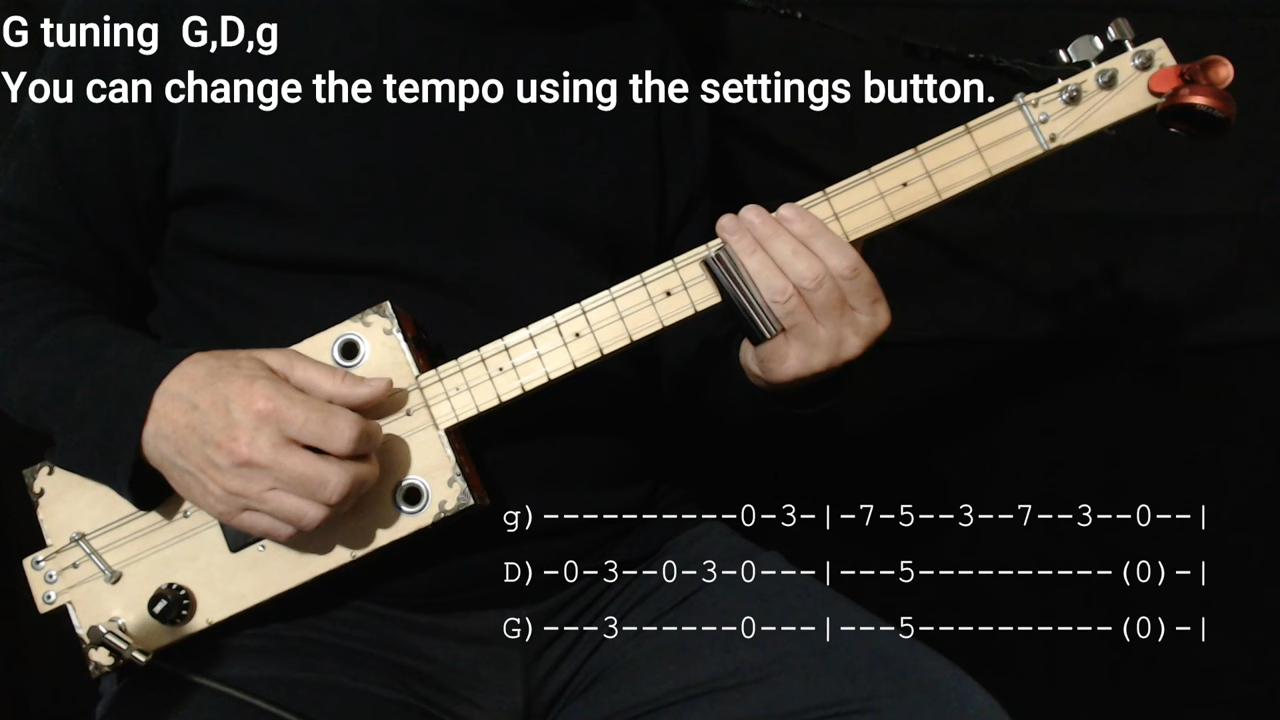 G tuning  G,D,g
You can change the tempo using the settings button.
g)----------0-3-|-7-5--3--7--3--0--|
D)-0-3--0-3-0---|---5----------(0)-|
G)---3------0---|---5----------(0)-|